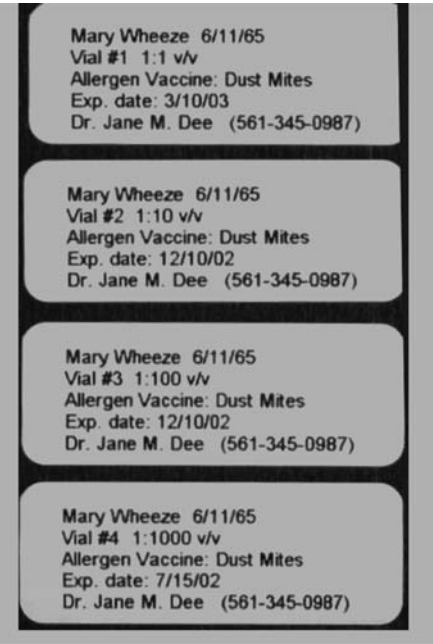 Mary Wheeze 6/11/65
Vial #1 1:1 v/v
Allergen Vaccine: Dust Mites
Exp. date: 3/10/03
Dr. Jane M. Dee (561-345-0987)
Mary Wheeze 6/11/65
Vial #2 1:10 v/v
Allergen Vaccine: Dust Mites
Exp. date: 12/10/02
Dr. Jane M. Dee (561-345-0987)
Mary Wheeze 6/11/65
Vial #3 1:100 v/v
Allergen Vaccine: Dust Mites
Exp. date: 12/10/02
Dr. Jane M. Dee (561-345-0987)
Mary Wheeze 6/11/65
Vial #4 1:1000 v/v
Allergen Vaccine: Dust Mites
Exp. date: 7/15/02
Dr. Jane M. Dee (561-345-0987)